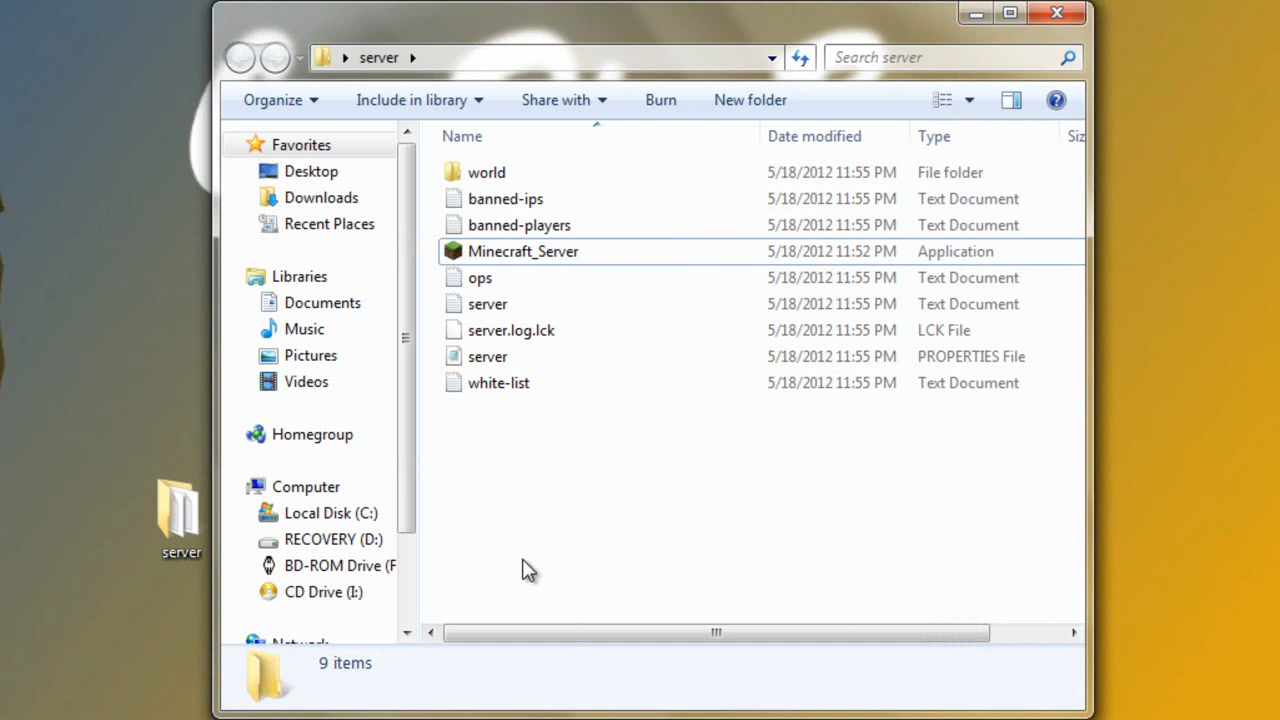 server
Search server
Organize Include in library Share with Burn New folder
Name Date modified Type Siz
Favorites
Desktop
Downloads
Recent Places
Libraries
Documents
Music
Pictures
Videos
Homegroup
Computer
Local Disk (C:)
RECOVERY (D:)
BD-ROM Drive (F
CD Drive (I:)
Network
world 5/18/2012 11:55 PM File folder
banned-ips 5/18/2012 11:55 PM Text Document
banned-players 5/18/2012 11:55 PM Text Document
Minecraft_Server 5/18/2012 11:52 PM Application
ops 5/18/2012 11:55 PM Text Document
server 5/18/2012 11:55 PM Text Document
server.log.lck 5/18/2012 11:55 PM LCK File
server 5/18/2012 11:55 PM PROPERTIES File
white-list 5/18/2012 11:55 PM Text Document
9 items
server